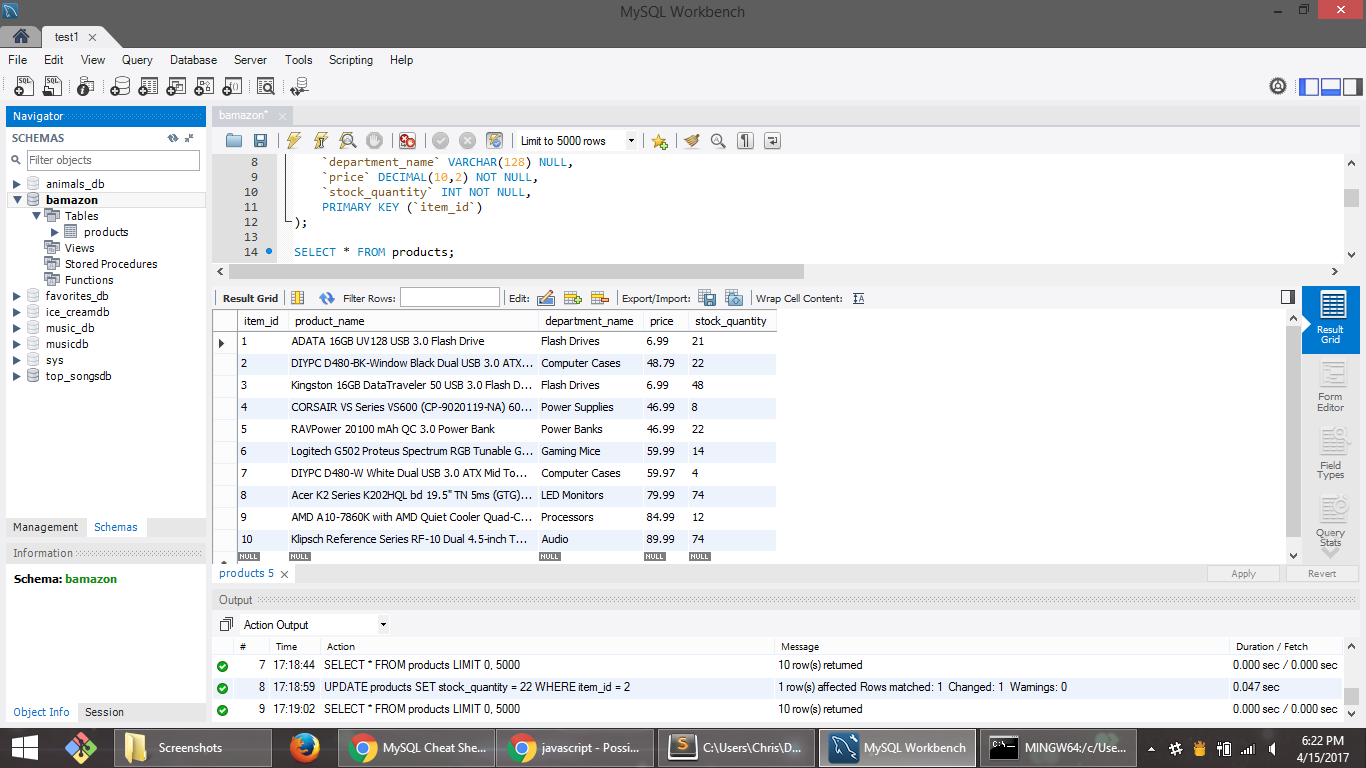 MySQL Workbench
test1
File Edit View Query Database Server Tools Scripting Help
Navigator
SCHEMAS
Filter objects
animals_db
bamazon
Tables
products
Views
Stored Procedures
Functions
favorites_db
ice_creamdb
music_db
musicdb
sys
top_songsdb
Management Schemas
Information
Schema: bamazon
Object Info Session
bamazon*
Limit to 5000 rows
8 `department_name` VARCHAR(128) NULL,
9 `price` DECIMAL(10,2) NOT NULL,
10 `stock_quantity` INT NOT NULL,
11 PRIMARY KEY (`item_id`)
12 );
13
14 SELECT * FROM products;
Result Grid Filter Rows: Edit: Export/Import: Wrap Cell Content:
item_id product_name department_name price stock_quantity
1 ADATA 16GB UV128 USB 3.0 Flash Drive Flash Drives 6.99 21
2 DIYPC D480-BK-Window Black Dual USB 3.0 ATX... Computer Cases 48.79 22
3 Kingston 16GB DataTraveler 50 USB 3.0 Flash D... Flash Drives 6.99 48
4 CORSAIR VS Series VS600 (CP-9020119-NA) 60... Power Supplies 46.99 8
5 RAVPower 20100 mAh QC 3.0 Power Bank Power Banks 46.99 22
6 Logitech G502 Proteus Spectrum RGB Tunable G... Gaming Mice 59.99 14
7 DIYPC D480-W White Dual USB 3.0 ATX Mid To... Computer Cases 59.97 4
8 Acer K2 Series K202HQL bd 19.5" TN 5ms (GTG)... LED Monitors 79.99 74
9 AMD A10-7860K with AMD Quiet Cooler Quad-C... Processors 84.99 12
10 Klipsch Reference Series RF-10 Dual 4.5-inch T... Audio 89.99 74
NULL NULL NULL NULL NULL
Result Grid
Form Editor
Field Types
Query Stats
products 5 Apply Revert
Output
Action Output
# Time Action Message Duration / Fetch
7 17:18:44 SELECT * FROM products LIMIT 0, 5000 10 row(s) returned 0.000 sec / 0.000 sec
8 17:18:59 UPDATE products SET stock_quantity = 22 WHERE item_id = 2 1 row(s) affected Rows matched: 1 Changed: 1 Warnings: 0 0.047 sec
9 17:19:02 SELECT * FROM products LIMIT 0, 5000 10 row(s) returned 0.000 sec / 0.000 sec
Screenshots MySQL Cheat She... javascript - Possi... C:\Users\Chris\D... MySQL Workbench MINGW64:/c/Use...
6:22 PM
4/15/2017